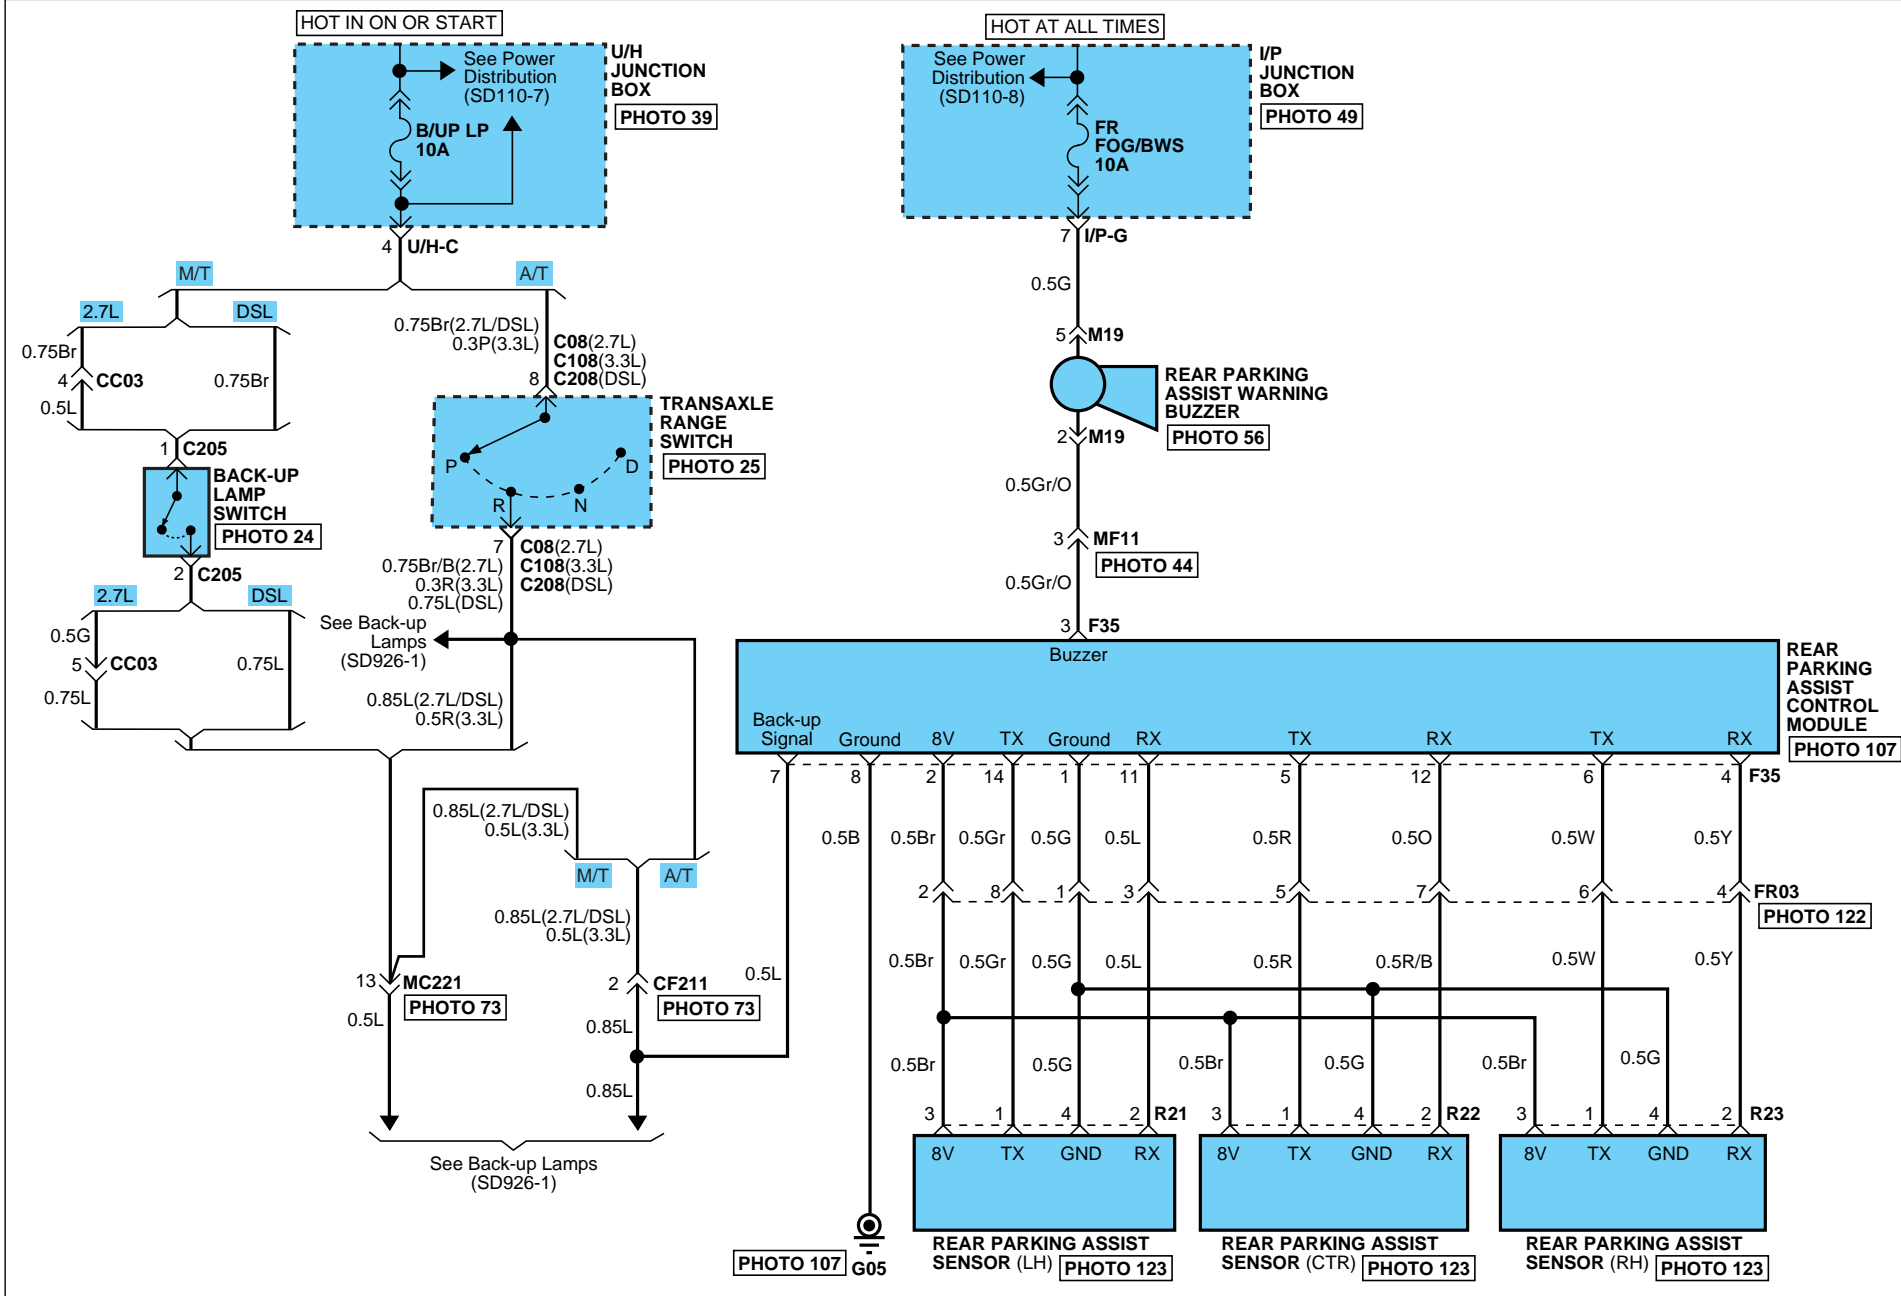 HOT IN ON OR START
See Power
Distribution
(SD110-7)
B/UP LP
10A
U/H
JUNCTION
BOX
PHOTO 39
4 U/H-C
HOT AT ALL TIMES
See Power
Distribution
(SD110-8)
FR
FOG/BWS
10A
I/P
JUNCTION
BOX
PHOTO 49
7 I/P-G
0.5G
5 M19
REAR PARKING
ASSIST WARNING
BUZZER
PHOTO 56
2 M19
0.5Gr/O
3 MF11
PHOTO 44
0.5Gr/O
3 F35
M/T
A/T
2.7L
DSL
0.75Br
4 CC03
0.5L
0.75Br
1 C205
BACK-UP
LAMP
SWITCH
PHOTO 24
2 C205
2.7L
DSL
0.5G
5 CC03
0.75L
0.75L
0.75Br(2.7L/DSL)
0.3P(3.3L)
C08(2.7L)
C108(3.3L)
8 C208(DSL)
TRANSAXLE
RANGE
SWITCH
PHOTO 25
P
R
N
D
7 C08(2.7L)
C108(3.3L)
C208(DSL)
0.75Br/B(2.7L)
0.3R(3.3L)
0.75L(DSL)
See Back-up
Lamps
(SD926-1)
0.85L(2.7L/DSL)
0.5R(3.3L)
0.85L(2.7L/DSL)
0.5L(3.3L)
M/T
A/T
0.85L(2.7L/DSL)
0.5L(3.3L)
13 MC221
PHOTO 73
0.5L
2 CF211
PHOTO 73
0.85L
0.85L
0.5L
See Back-up Lamps
(SD926-1)
Buzzer
REAR
PARKING
ASSIST
CONTROL
MODULE
PHOTO 107
Back-up
Signal Ground 8V TX Ground RX TX RX TX RX
7 8 2 14 1 11 5 12 6 4 F35
0.5B 0.5Br 0.5Gr 0.5G 0.5L 0.5R 0.5O 0.5W 0.5Y
2 8 1 3 5 7 6 4 FR03
PHOTO 122
0.5Br 0.5Gr 0.5G 0.5L 0.5R 0.5R/B 0.5W 0.5Y
0.5Br 0.5G 0.5Br 0.5G 0.5Br 0.5G
3 1 4 2 R21 3 1 4 2 R22 3 1 4 2 R23
8V TX GND RX 8V TX GND RX 8V TX GND RX
REAR PARKING ASSIST
SENSOR (LH) PHOTO 123
REAR PARKING ASSIST
SENSOR (CTR) PHOTO 123
REAR PARKING ASSIST
SENSOR (RH) PHOTO 123
PHOTO 107 G05